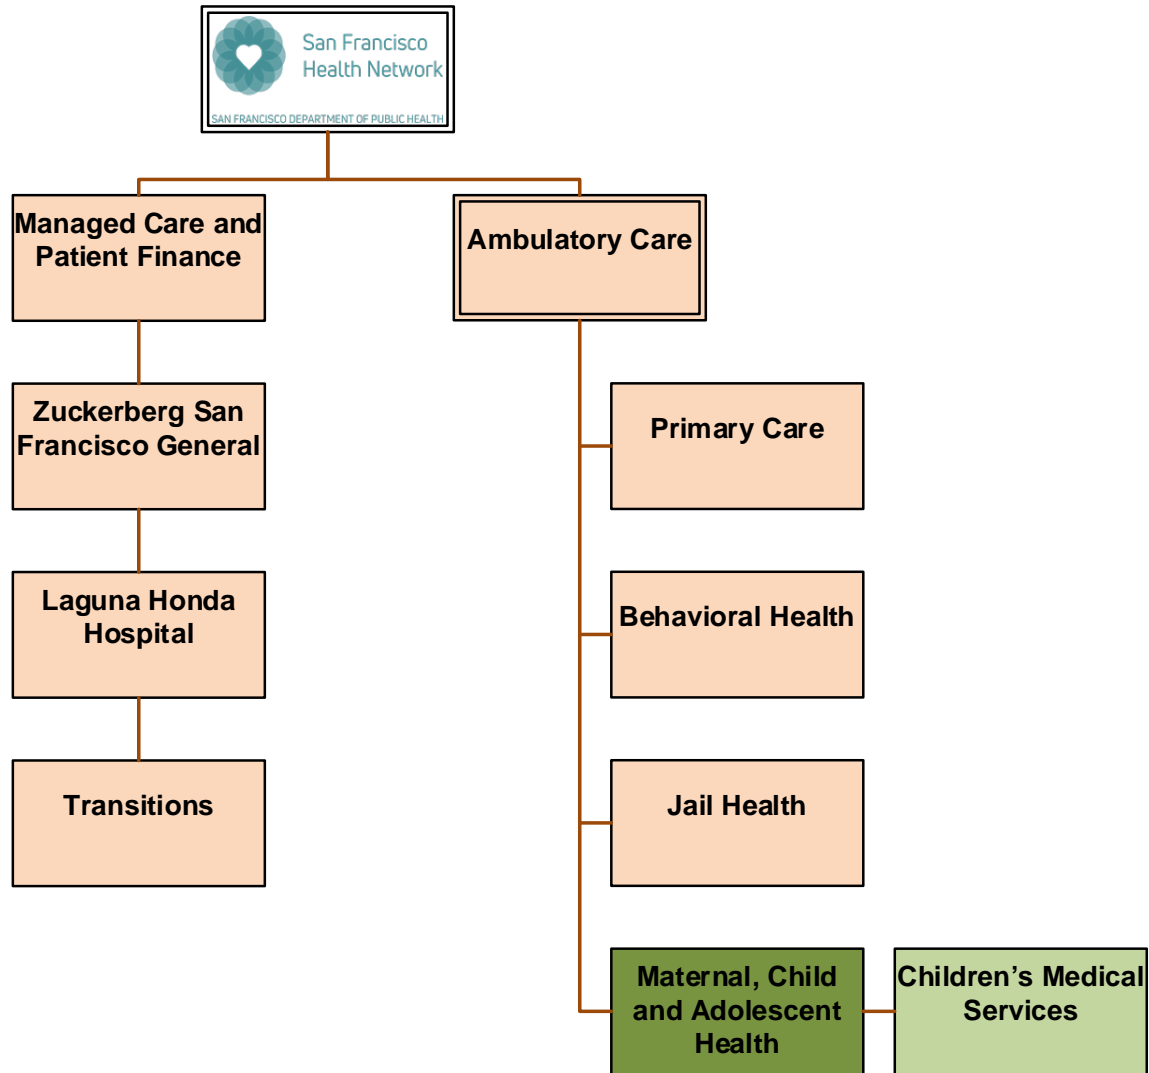 San Francisco
Health Network
SAN FRANCISCO DEPARTMENT OF PUBLIC HEALTH
Managed Care and
Patient Finance
Ambulatory Care
Zuckerberg San
Francisco General
Primary Care
Laguna Honda
Hospital
Behavioral Health
Transitions
Jail Health
Maternal, Child
and Adolescent
Health
Children’s Medical
Services